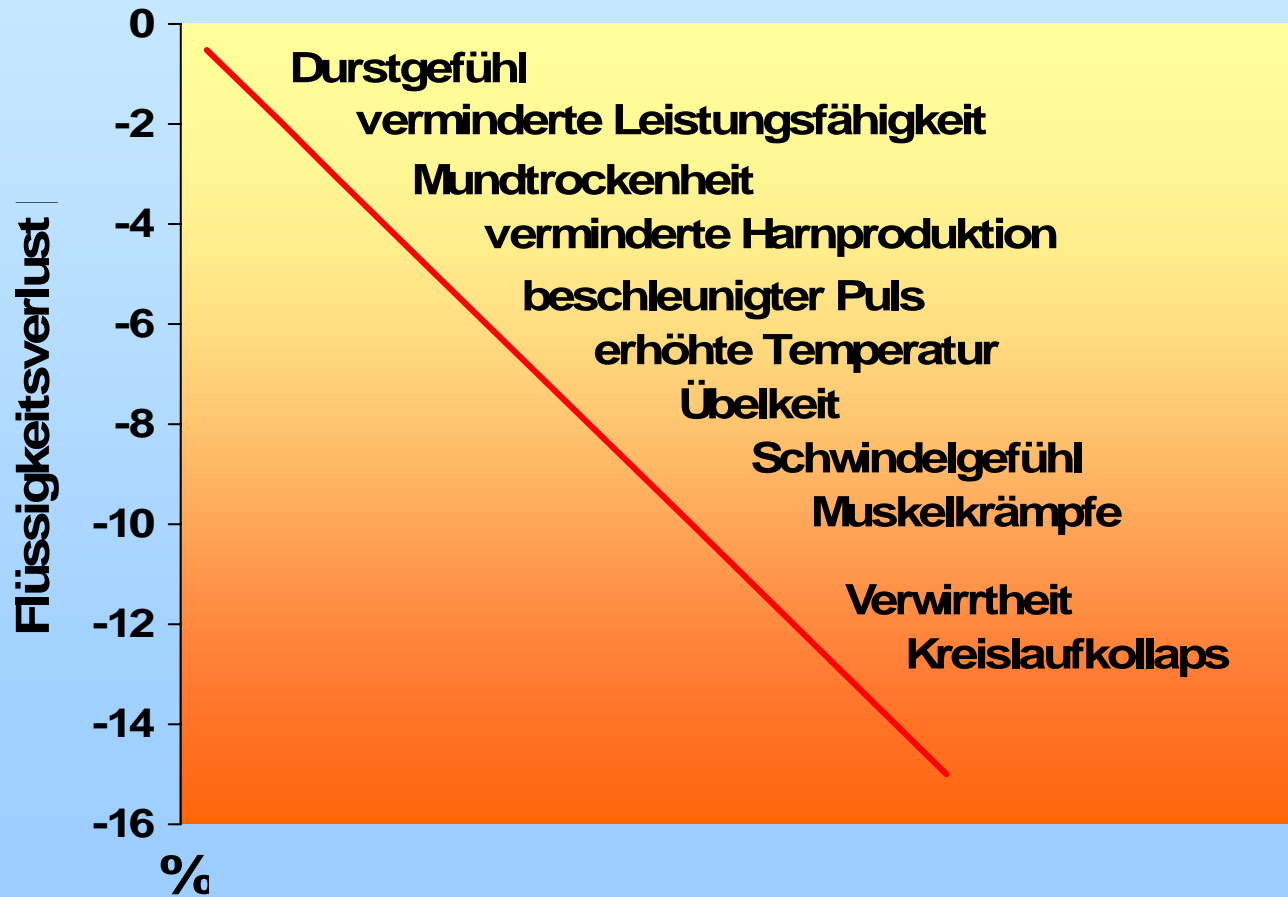 0
Durstgefühl
-2
verminderte Leistungsfähigkeit
Mundtrockenheit
-4
verminderte Harnproduktion
beschleunigter Puls
-6
erhöhte Temperatur
Übelkeit
-8
Schwindelgefühl
Muskelkrämpfe
-10
Verwirrtheit
-12
Kreislaufkollaps
-14
-16
%
Flüssigkeitsverlust